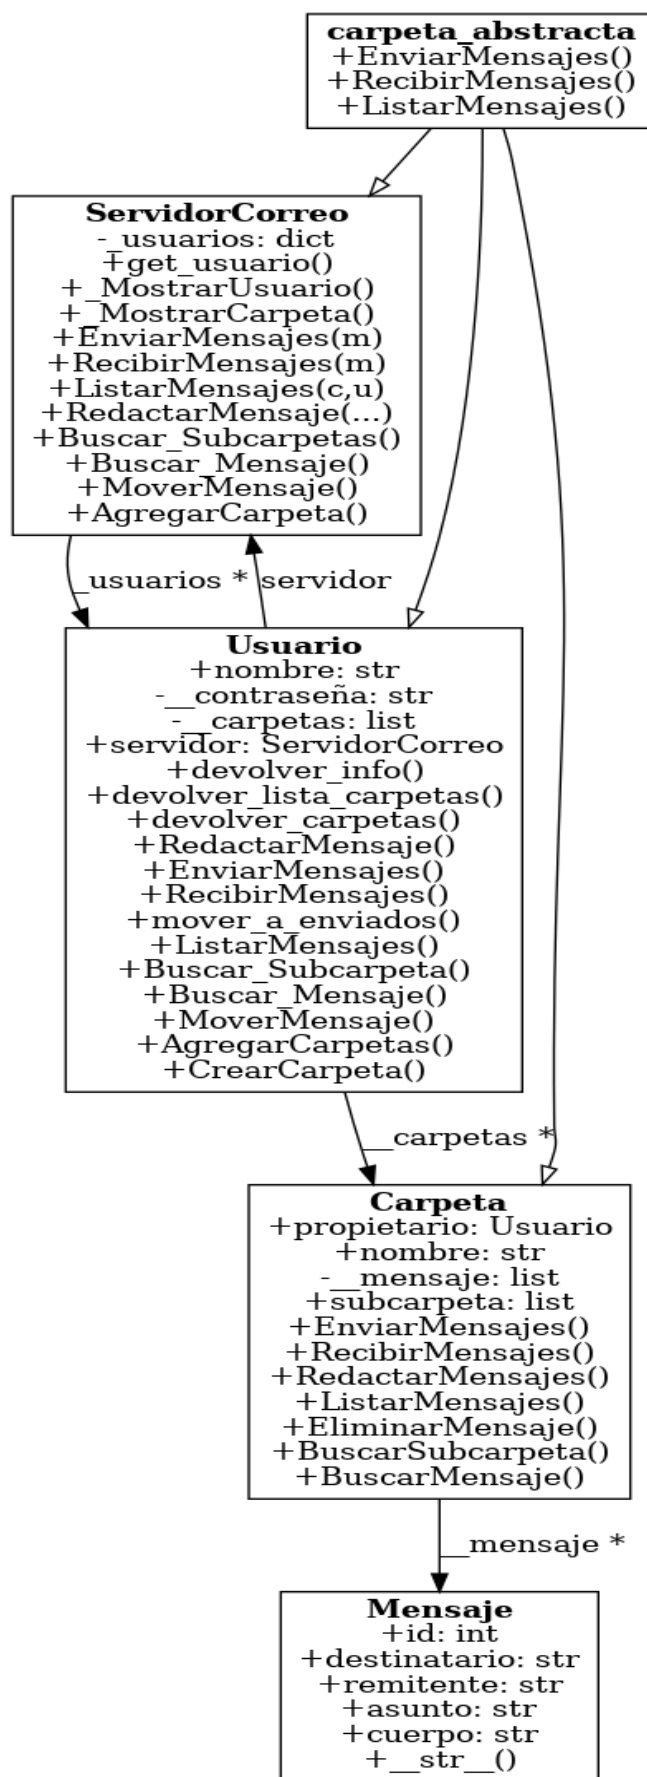 carpeta_abstracta
+EnviarMensajes()
+RecibirMensajes()
+ListarMensajes()
ServidorCorreo
-_usuarios: dict
+get_usuario()
+_MostrarUsuario()
+_MostrarCarpeta()
+EnviarMensajes(m)
+RecibirMensajes(m)
+ListarMensajes(c,u)
+RedactarMensaje(...)
+Buscar_Subcarpetas()
+Buscar_Mensaje()
+MoverMensaje()
+AgregarCarpeta()
_usuarios * servidor
Usuario
+nombre: str
-__contraseña: str
-__carpetas: list
+servidor: ServidorCorreo
+devolver_info()
+devolver_lista_carpetas()
+devolver_carpetas()
+RedactarMensaje()
+EnviarMensajes()
+RecibirMensajes()
+mover_a_enviados()
+ListarMensajes()
+Buscar_Subcarpeta()
+Buscar_Mensaje()
+MoverMensaje()
+AgregarCarpetas()
+CrearCarpeta()
__carpetas *
Carpeta
+propietario: Usuario
+nombre: str
-__mensaje: list
+subcarpeta: list
+EnviarMensajes()
+RecibirMensajes()
+RedactarMensajes()
+ListarMensajes()
+EliminarMensaje()
+BuscarSubcarpeta()
+BuscarMensaje()
__mensaje *
Mensaje
+id: int
+destinatario: str
+remitente: str
+asunto: str
+cuerpo: str
+__str__()